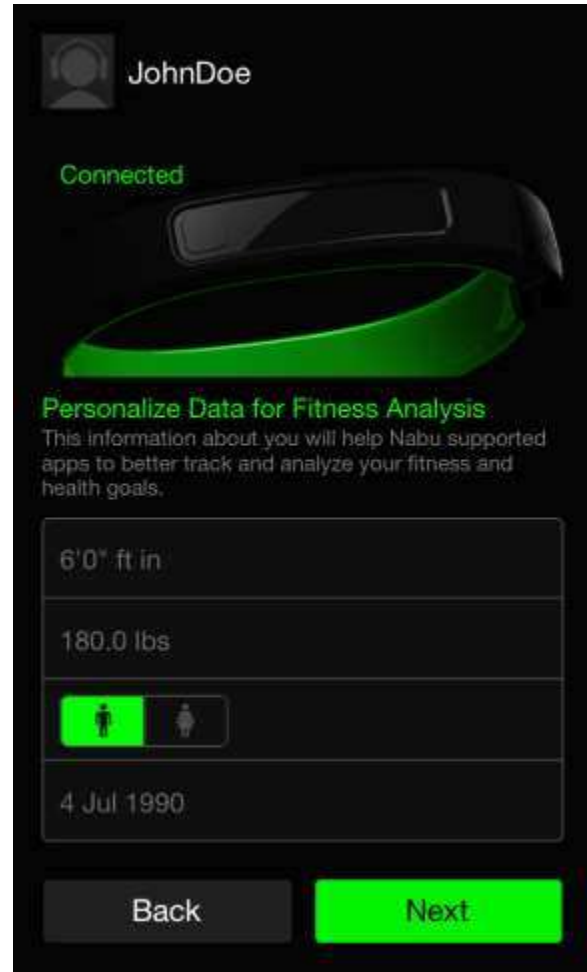 JohnDoe
Connected
Personalize Data for Fitness Analysis
This information about you will help Nabu supported
apps to better track and analyze your fitness and
health goals.
6'0" ft in
180.0 lbs
4 Jul 1990
Back
Next